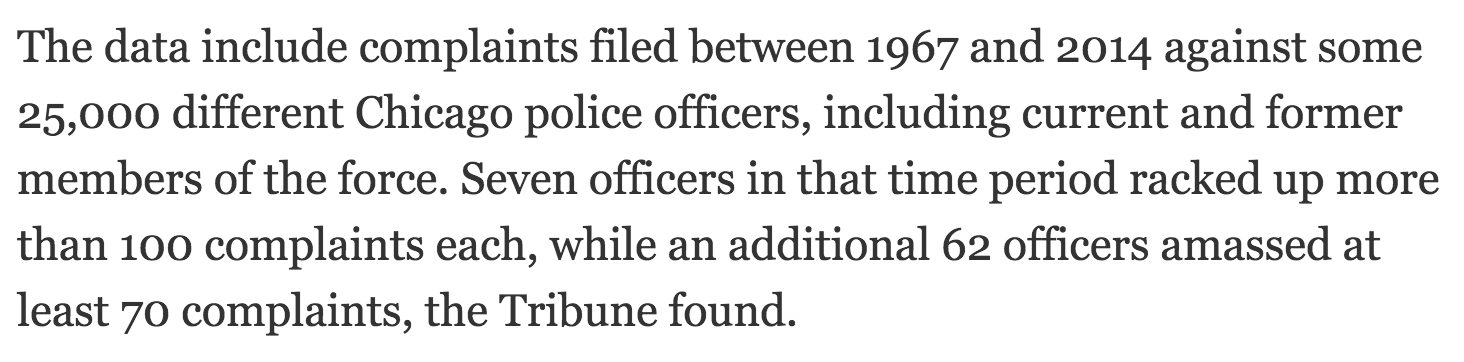 The data include complaints filed between 1967 and 2014 against some
25,000 different Chicago police officers, including current and former
members of the force. Seven officers in that time period racked up more
than 100 complaints each, while an additional 62 officers amassed at
least 70 complaints, the Tribune found.